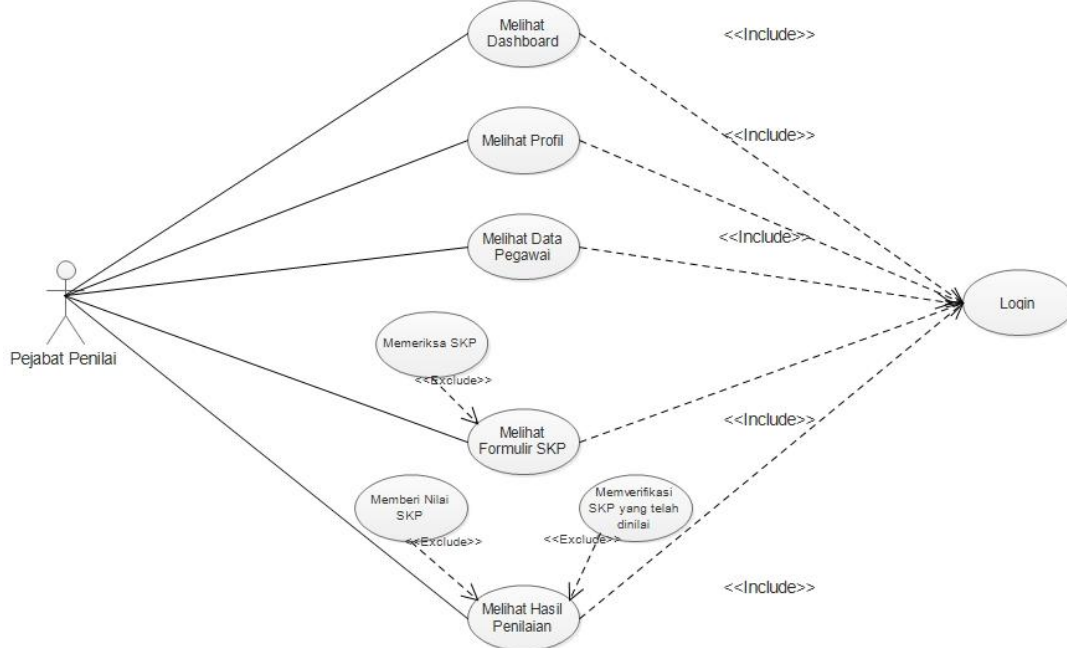 Melihat
Dashboard
<<Include>>
Melihat Profil
<<Include>>
Melihat Data
Pegawai
<<Include>>
Login
Pejabat Penilai
Memeriksa SKP
<<Exclude>>
Melihat
Formulir SKP
<<Include>>
Memberi Nilai
SKP
<<Exclude>>
Memverifikasi
SKP yang telah
dinilai
<<Exclude>>
Melihat Hasil
Penilaian
<<Include>>